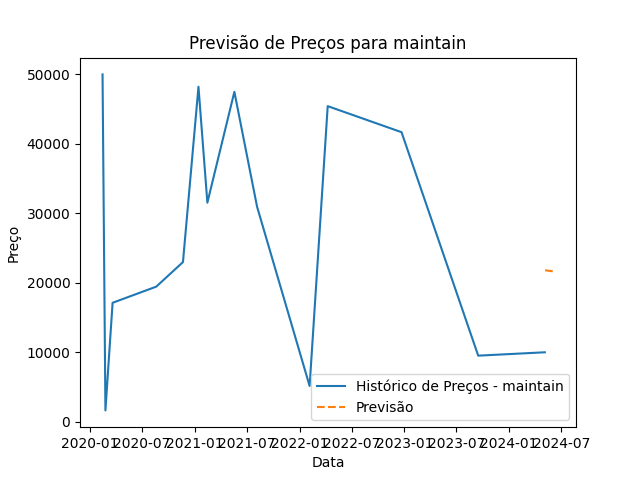 Previsão de Preços para maintain
Preço
50000
40000
30000
20000
10000
0
Histórico de Preços - maintain
Previsão
2020-01 2020-07 2021-01 2021-07 2022-01 2022-07 2023-01 2023-07 2024-01 2024-07
Data